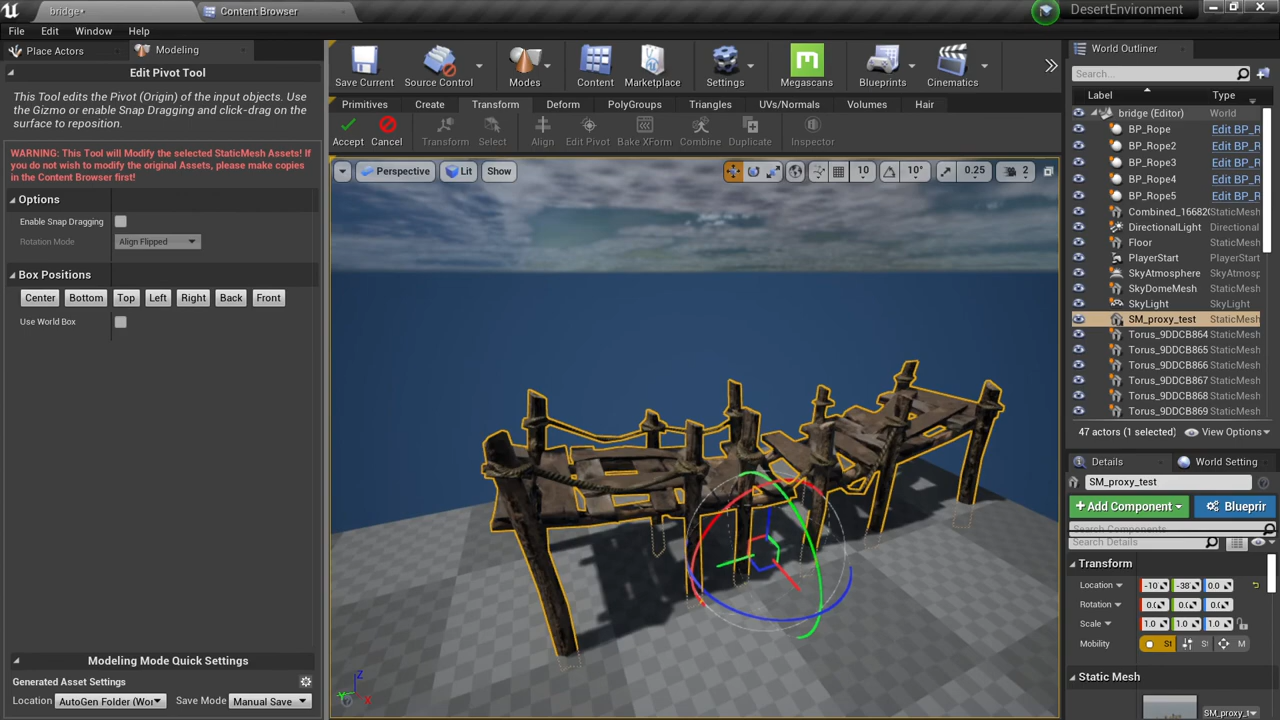 bridge•
Content Browser
DesertEnvironment
File Edit Window Help
Place Actors
Modeling
World Outliner
Edit Pivot Tool
This Tool edits the Pivot (Origin) of the input objects. Use
the Gizmo or enable Snap Dragging and click-drag on the
surface to reposition.
WARNING: This Tool will Modify the selected StaticMesh Assets! If
you do not wish to modify the original Assets, please make copies
in the Content Browser first!
Options
Enable Snap Dragging
Rotation Mode Align Flipped
Box Positions
Center Bottom Top Left Right Back Front
Use World Box
Modeling Mode Quick Settings
Generated Asset Settings
Location AutoGen Folder (Wor Save Mode Manual Save
Save Current Source Control Modes Content Marketplace Settings Megascans Blueprints Cinematics
Primitives Create Transform Deform PolyGroups Triangles UVs/Normals Volumes Hair
Accept Cancel Transform Select Align Edit Pivot Bake XFORM Combine Duplicate Inspector
Perspective Lit Show 10 10° 0.25 2
Z
Y
X
Search...
Label Type
bridge (Editor) World
BP_Rope Edit BP_R
BP_Rope2 Edit BP_R
BP_Rope3 Edit BP_R
BP_Rope4 Edit BP_R
BP_Rope5 Edit BP_R
Combined_16682( StaticMesh
DirectionalLight Directional
Floor StaticMesh
PlayerStart PlayerStart
SkyAtmosphere SkyAtmosp
SkyDomeMesh StaticMesh
SkyLight SkyLight
SM_proxy_test StaticMesh
Torus_9DDCB864 StaticMesh
Torus_9DDCB865 StaticMesh
Torus_9DDCB866 StaticMesh
Torus_9DDCB867 StaticMesh
Torus_9DDCB868 StaticMesh
Torus_9DDCB869 StaticMesh
47 actors (1 selected) View Options
Details World Setting
SM_proxy_test
+Add Component Blueprin
Search Components
Search Details
Transform
Location -10 -38 0.0
Rotation 0.( 0.( 0.(
Scale 1.0 1.0 1.0
Mobility St S M
Static Mesh
SM_proxy_t